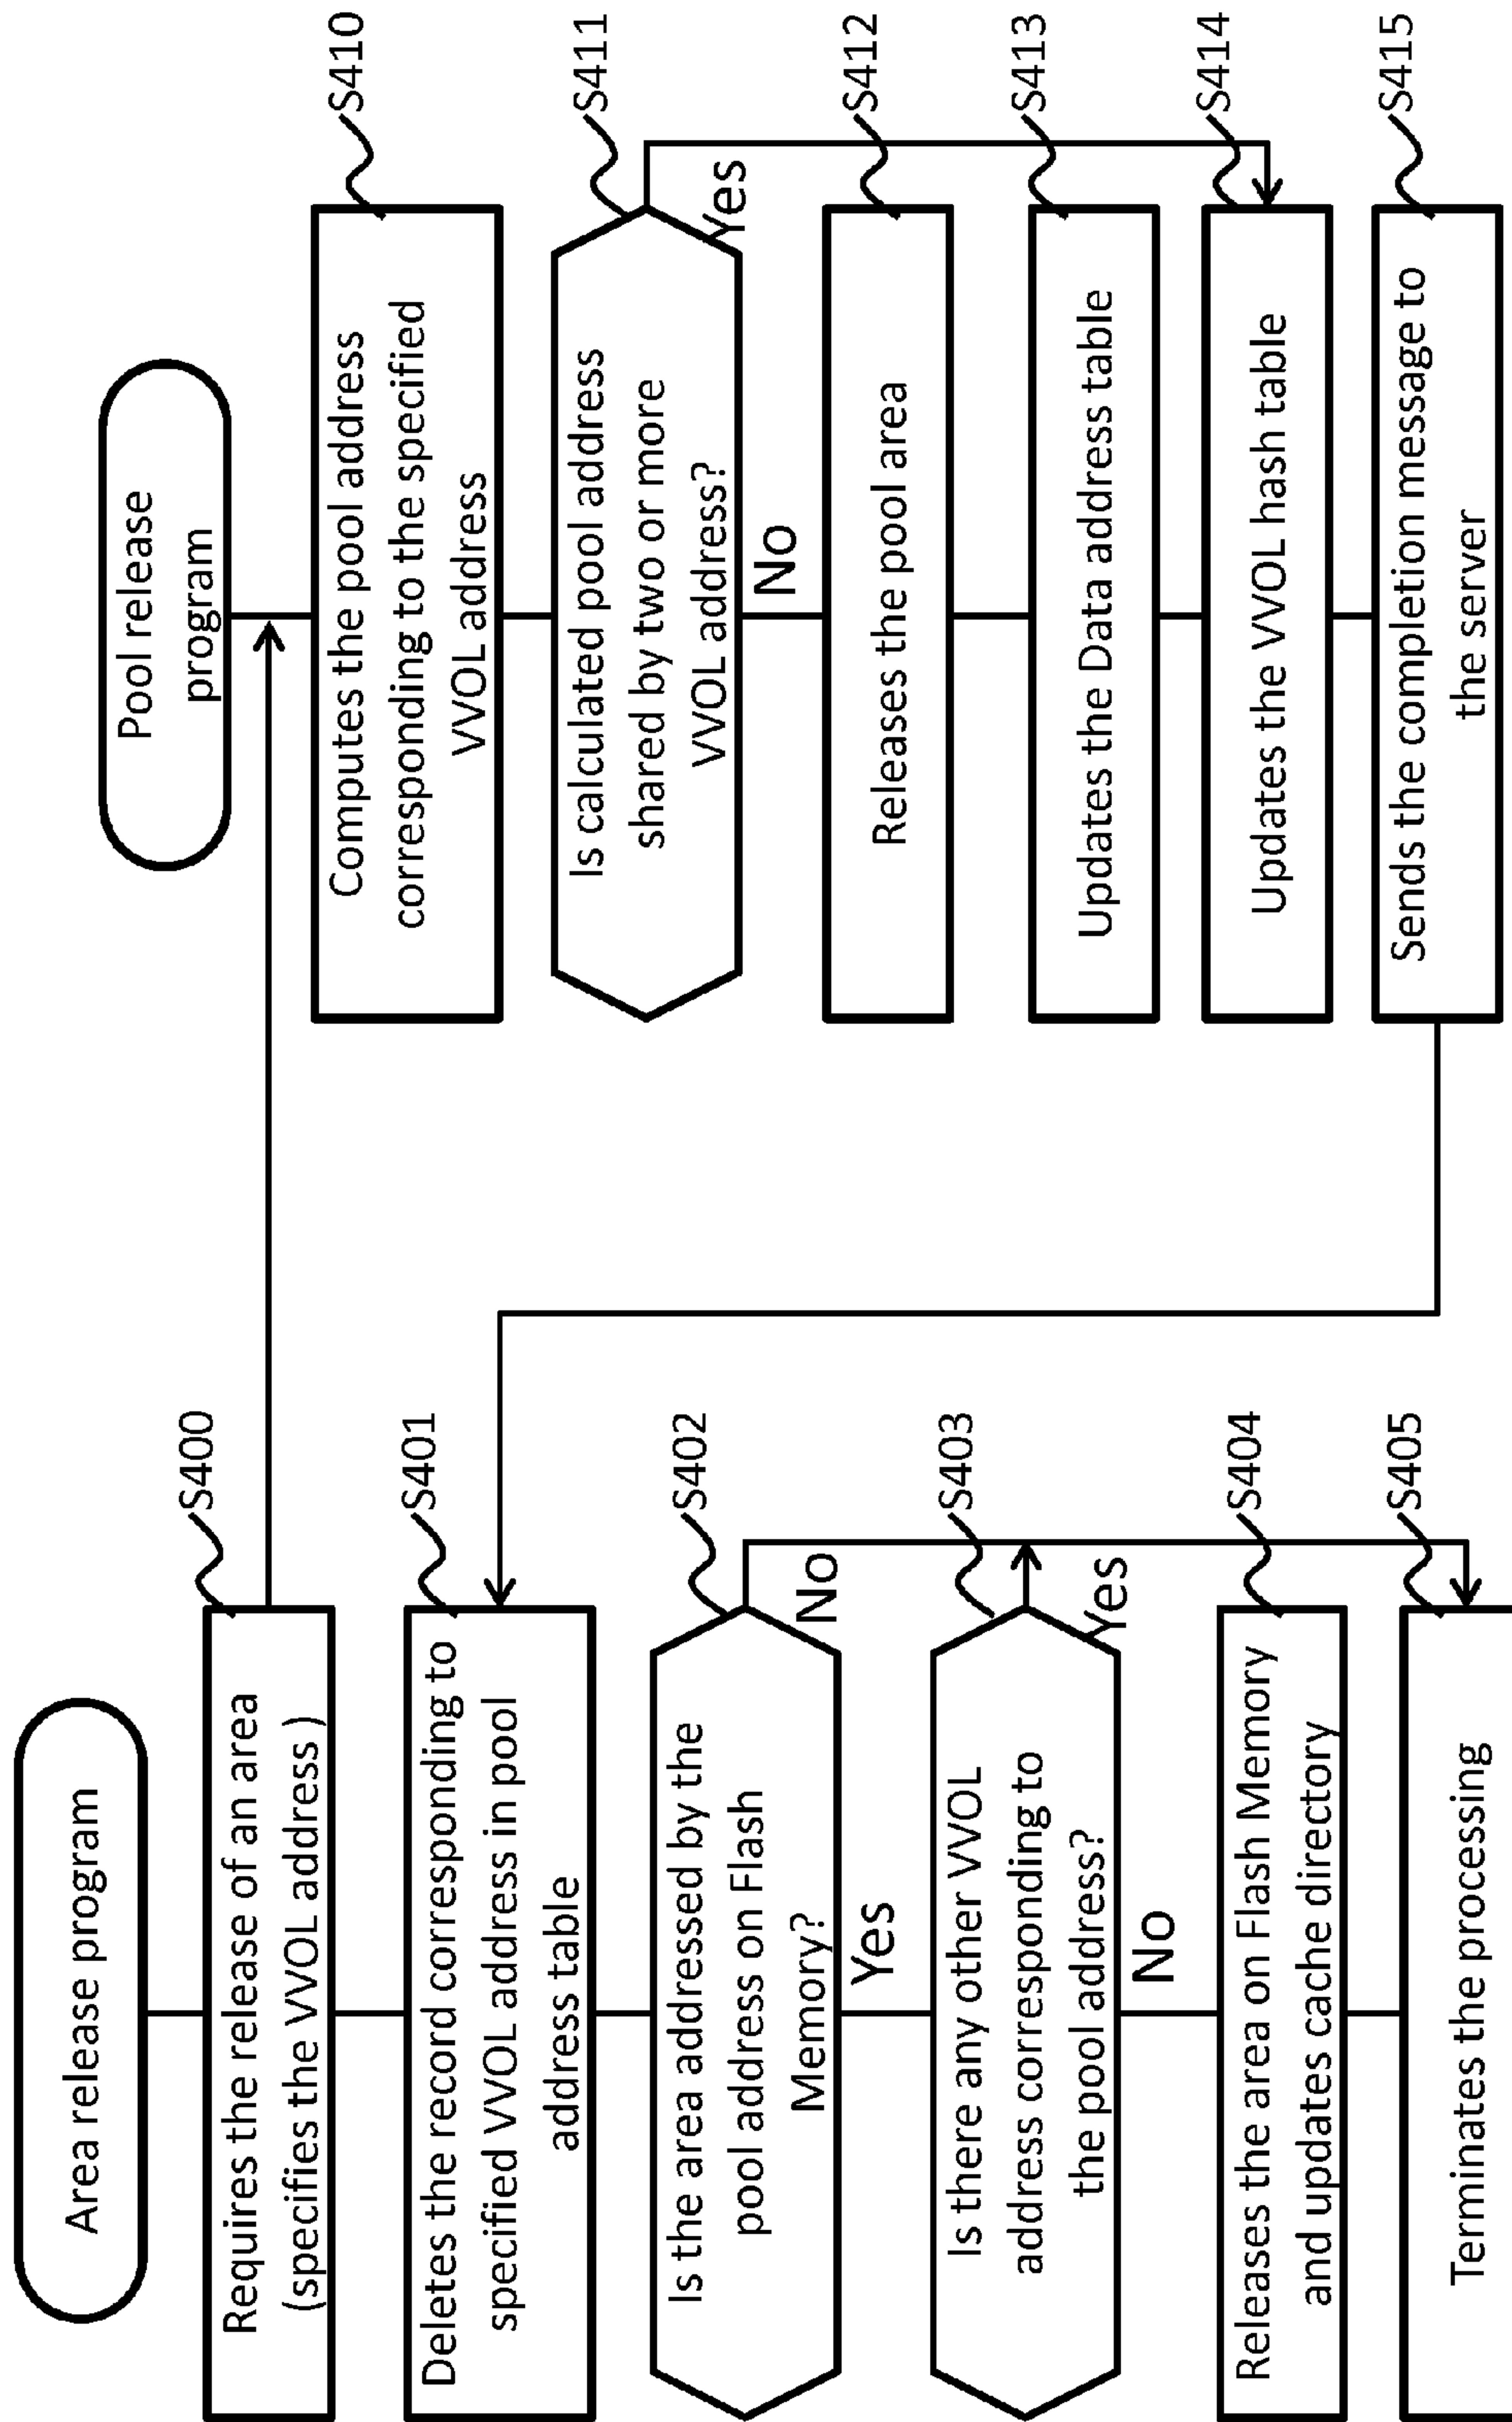 Area release program
Requires the release of an area
(specifies the VVOL address )
S400
Deletes the record corresponding to
specified VVOL address in pool
address table
S401
Is the area addressed by the
pool address on Flash
Memory?
S402
No
Yes
Is there any other VVOL
address corresponding to
the pool address?
S403
Yes
No
Releases the area on Flash Memory
and updates cache directory
S404
Terminates the processing
S405
Pool release
program
Computes the pool address
corresponding to the specified
VVOL address
S410
Is calculated pool address
shared by two or more
VVOL address?
S411
Yes
No
Releases the pool area
S412
Updates the Data address table
S413
Updates the VVOL hash table
S414
Sends the completion message to
the server
S415